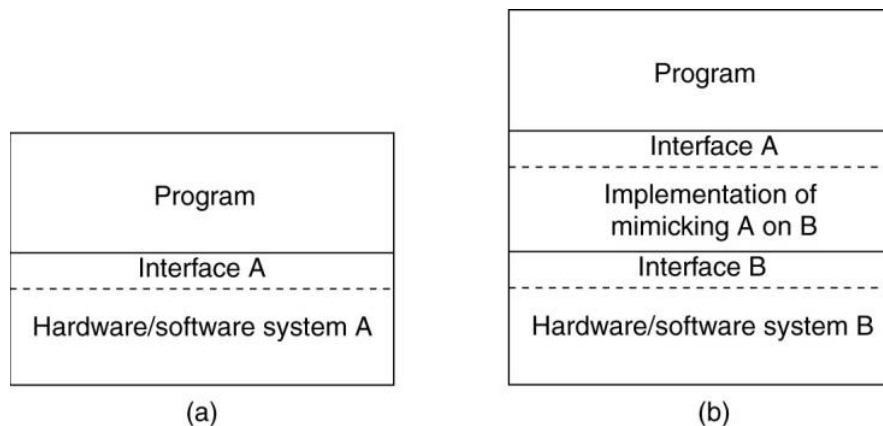 Program
Interface A
Hardware/software system A
(a)
Program
Interface A
Implementation of
mimicking A on B
Interface B
Hardware/software system B
(b)